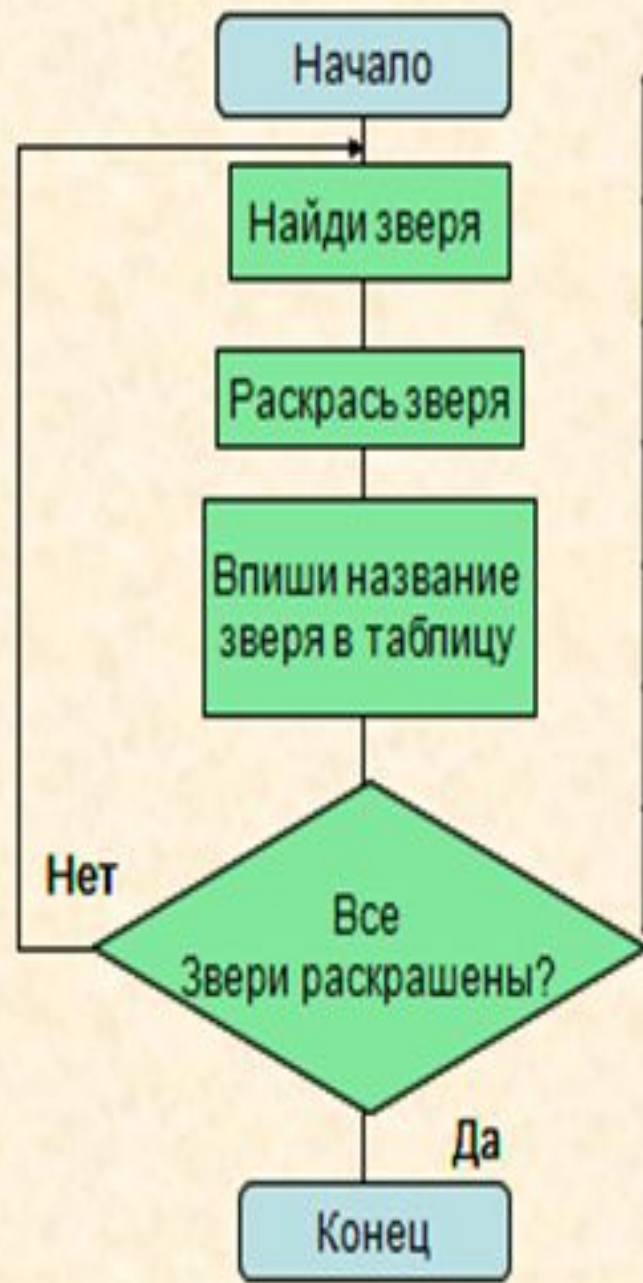 Начало
Найди зверя
Раскрась зверя
Впиши название
зверя в таблицу
Нет
Все
Звери раскрашены?
Да
Конец